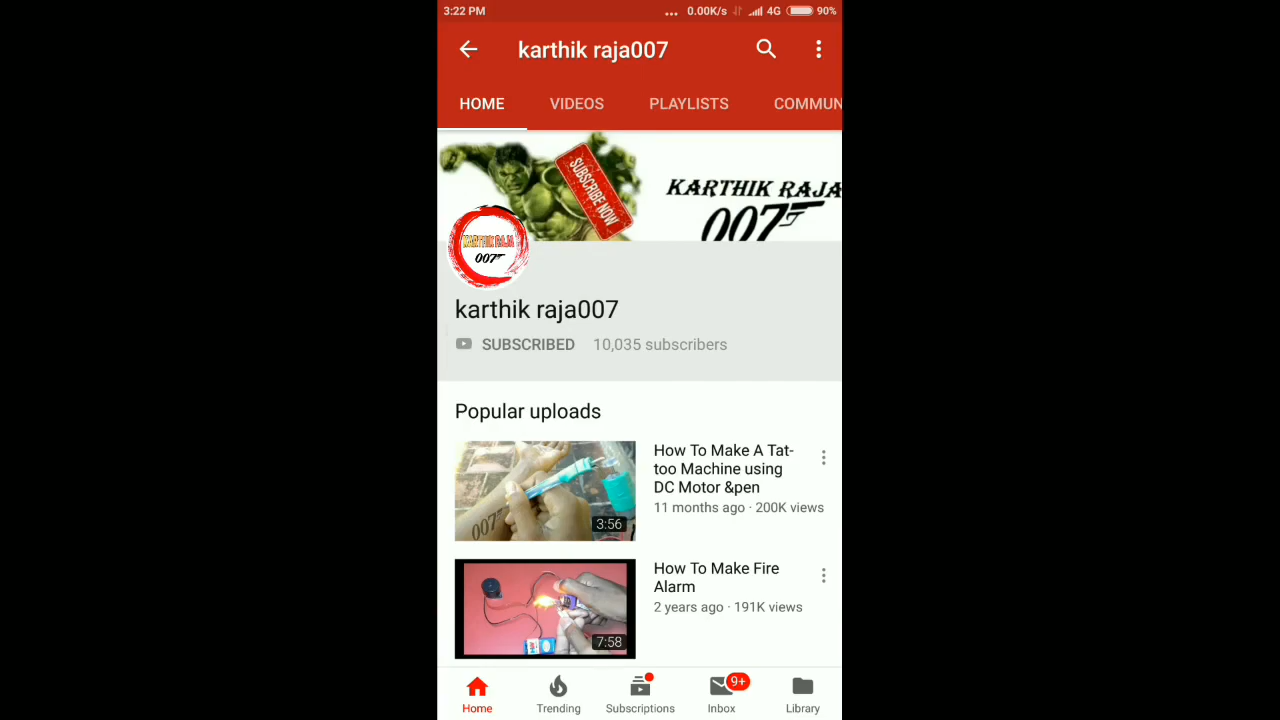 3:22 PM
... 0.00K/s 4G 90%
karthik raja007
HOME VIDEOS PLAYLISTS COMMUN
SUBSCRIBE NOW
KARTHIK RAJA
007
KARTHIK RAJA
007
karthik raja007
SUBSCRIBED 10,035 subscribers
Popular uploads
How To Make A Tat-
too Machine using
DC Motor &pen
11 months ago · 200K views
007
3:56
How To Make Fire
Alarm
2 years ago · 191K views
7:58
9+
Home Trending Subscriptions Inbox Library